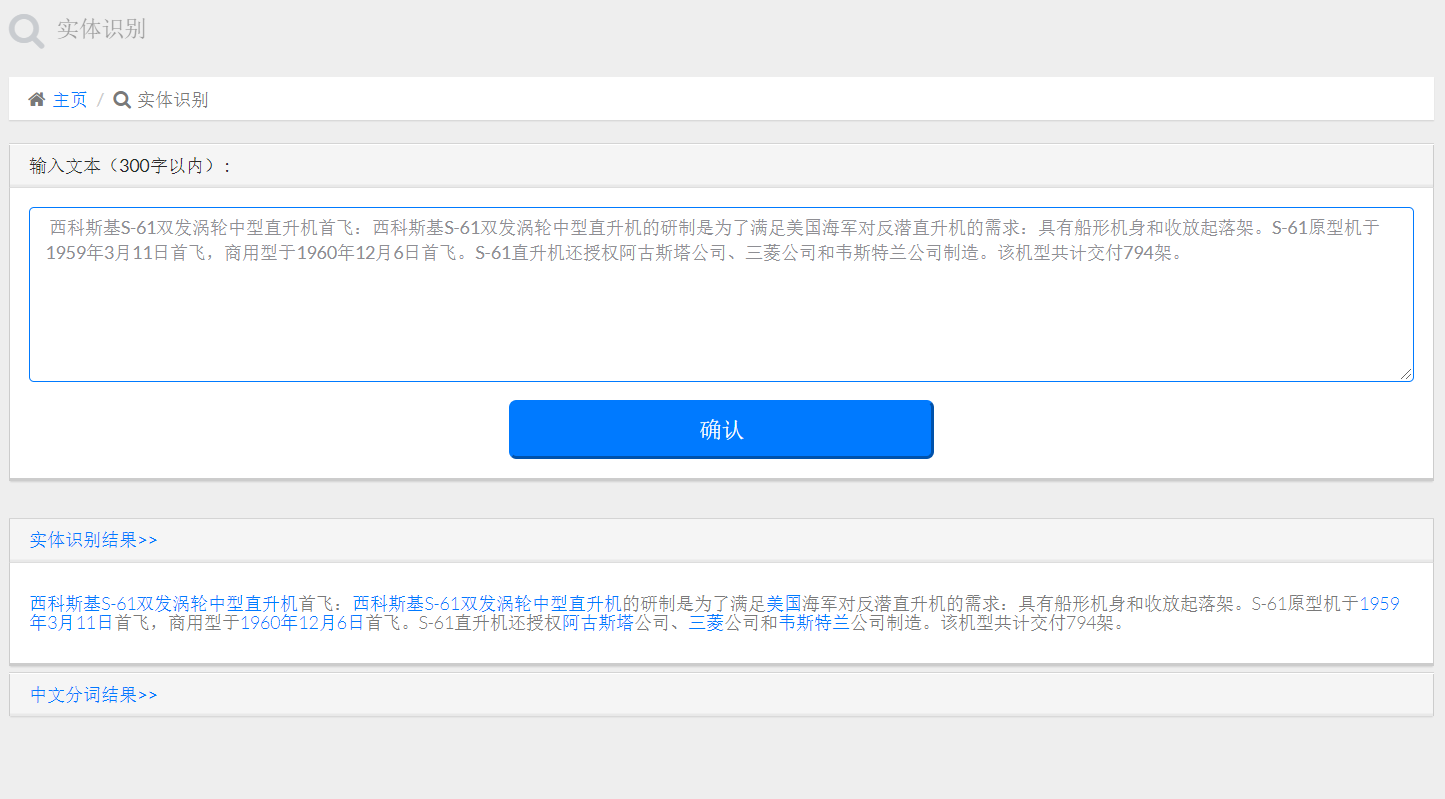 实体识别
主页 / 实体识别
输入文本（300字以内）：
西科斯基S-61双发涡轮中型直升机首飞：西科斯基S-61双发涡轮中型直升机的研制是为了满足美国海军对反潜直升机的需求：具有船形机身和收放起落架。S-61原型机于
1959年3月11日首飞，商用型于1960年12月6日首飞。S-61直升机还授权阿古斯塔公司、三菱公司和韦斯特兰公司制造。该机型共计交付794架。
确认
实体识别结果>>
西科斯基S-61双发涡轮中型直升机首飞：西科斯基S-61双发涡轮中型直升机的研制是为了满足美国海军对反潜直升机的需求：具有船形机身和收放起落架。S-61原型机于1959
年3月11日首飞，商用型于1960年12月6日首飞。S-61直升机还授权阿古斯塔公司、三菱公司和韦斯特兰公司制造。该机型共计交付794架。
中文分词结果>>